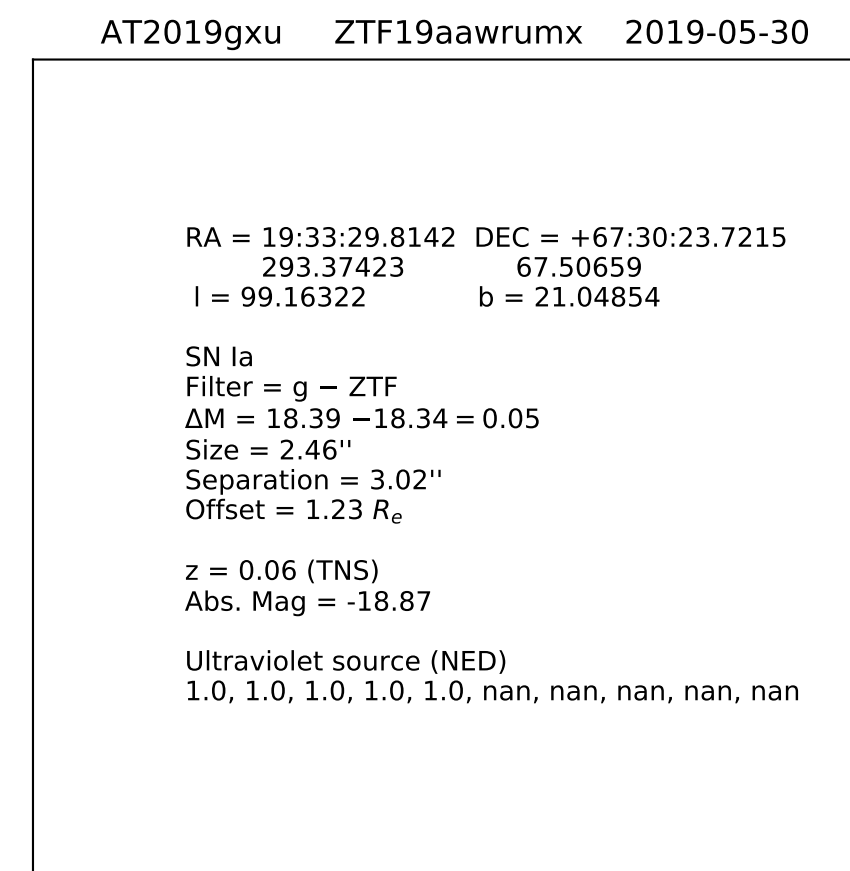 AT2019gxu ZTF19aawrumx 2019-05-30
RA = 19:33:29.8142 DEC = +67:30:23.7215
293.37423 67.50659
l = 99.16322 b = 21.04854
SN Ia
Filter = g − ZTF
ΔM = 18.39 −18.34 = 0.05
Size = 2.46''
Separation = 3.02''
Offset = 1.23 Rₑ
z = 0.06 (TNS)
Abs. Mag = -18.87
Ultraviolet source (NED)
1.0, 1.0, 1.0, 1.0, 1.0, nan, nan, nan, nan, nan